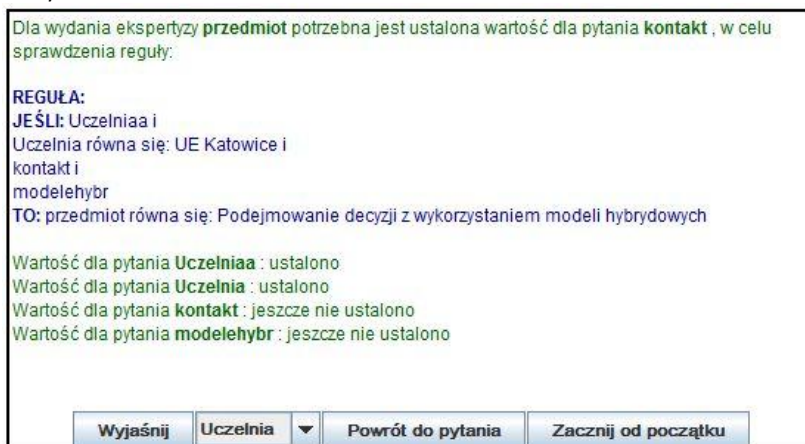 Dla wydania ekspertyzy przedmiot potrzebna jest ustalona wartość dla pytania kontakt , w celu
sprawdzenia reguły:
REGUŁA:
JEŚLI: Uczelniaa i
Uczelnia równa się: UE Katowice i
kontakt i
modelehybr
TO: przedmiot równa się: Podejmowanie decyzji z wykorzystaniem modeli hybrydowych
Wartość dla pytania Uczelniaa : ustalono
Wartość dla pytania Uczelnia : ustalono
Wartość dla pytania kontakt : jeszcze nie ustalono
Wartość dla pytania modelehybr : jeszcze nie ustalono
Wyjaśnij Uczelnia Powrót do pytania Zacznij od początku